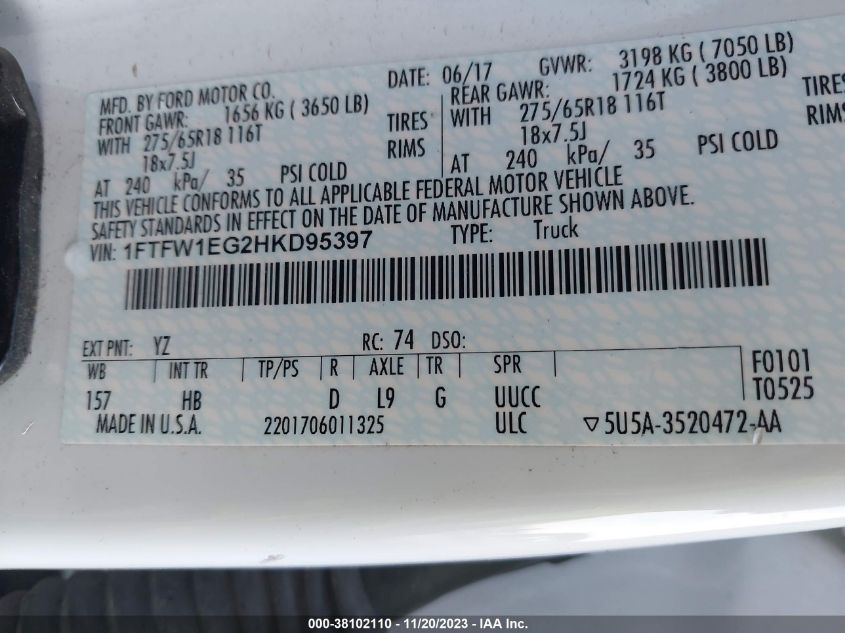 MFD. BY FORD MOTOR CO.
DATE: 06/17 GVWR: 3198 KG ( 7050 LB)
FRONT GAWR: 1656 KG ( 3650 LB)
REAR GAWR: 1724 KG ( 3800 LB)
WITH 275/65R18 116T TIRES
WITH 275/65R18 116T TIRES
18x7.5J RIMS
18x7.5J RIMS
AT 240 kPa/ 35 PSI COLD
AT 240 kPa/ 35 PSI COLD
THIS VEHICLE CONFORMS TO ALL APPLICABLE FEDERAL MOTOR VEHICLE
SAFETY STANDARDS IN EFFECT ON THE DATE OF MANUFACTURE SHOWN ABOVE.
VIN: 1FTFW1EG2HKD95397 TYPE: Truck
EXT PNT: YZ RC: 74 DSO:
WB INT TR TP/PS R AXLE TR SPR F0101
157 HB D L9 G UUCC T0525
MADE IN U.S.A. 2201706011325 ULC ▽5U5A-3520472-AA
000-38102110 - 11/20/2023 - IAA Inc.